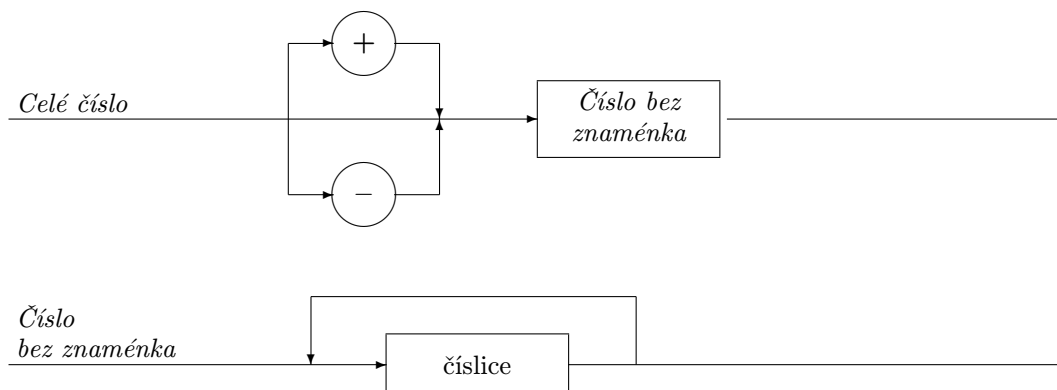 +
Celé číslo
Číslo bez
znaménka
−
Číslo
bez znaménka
číslice